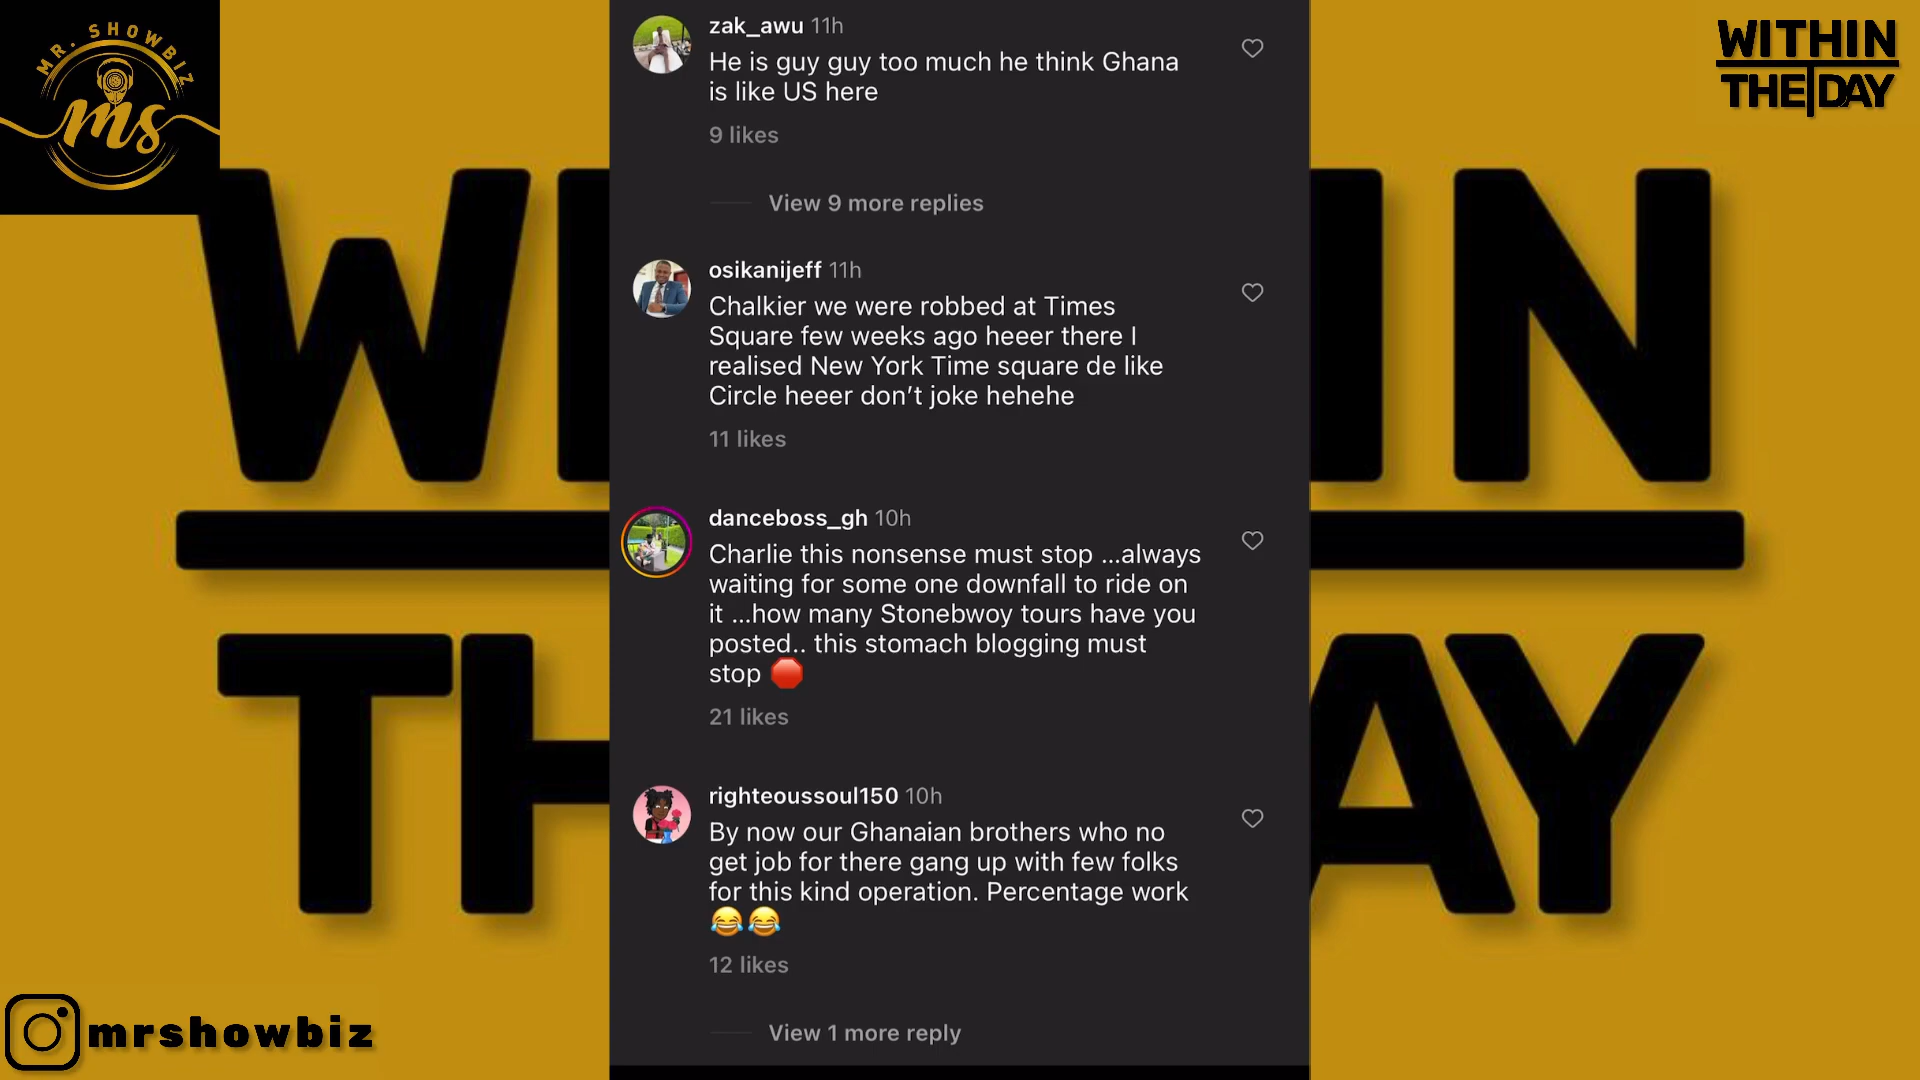 MR. SHOWBIZ
ms
WITHIN
THE DAY
zak_awu 11h
He is guy guy too much he think Ghana
is like US here
9 likes
View 9 more replies
osikanijeff 11h
Chalkier we were robbed at Times
Square few weeks ago heeer there I
realised New York Time square de like
Circle heeer don’t joke hehehe
11 likes
danceboss_gh 10h
Charlie this nonsense must stop ...always
waiting for some one downfall to ride on
it ...how many Stonebwoy tours have you
posted.. this stomach blogging must
stop 🛑
21 likes
righteoussoul150 10h
By now our Ghanaian brothers who no
get job for there gang up with few folks
for this kind operation. Percentage work
😂😂
12 likes
View 1 more reply
mrshowbiz